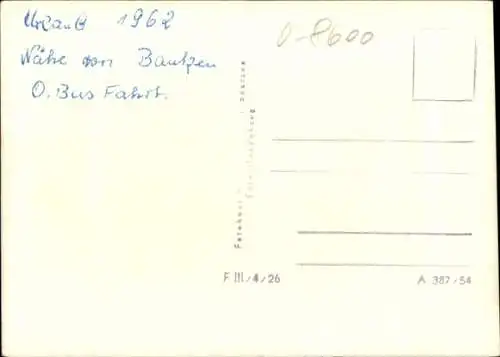 Urlaub 1962
Nähe von Bautzen
O. Bus Fahrt.
O-8600
F III/4/26
A 387/54